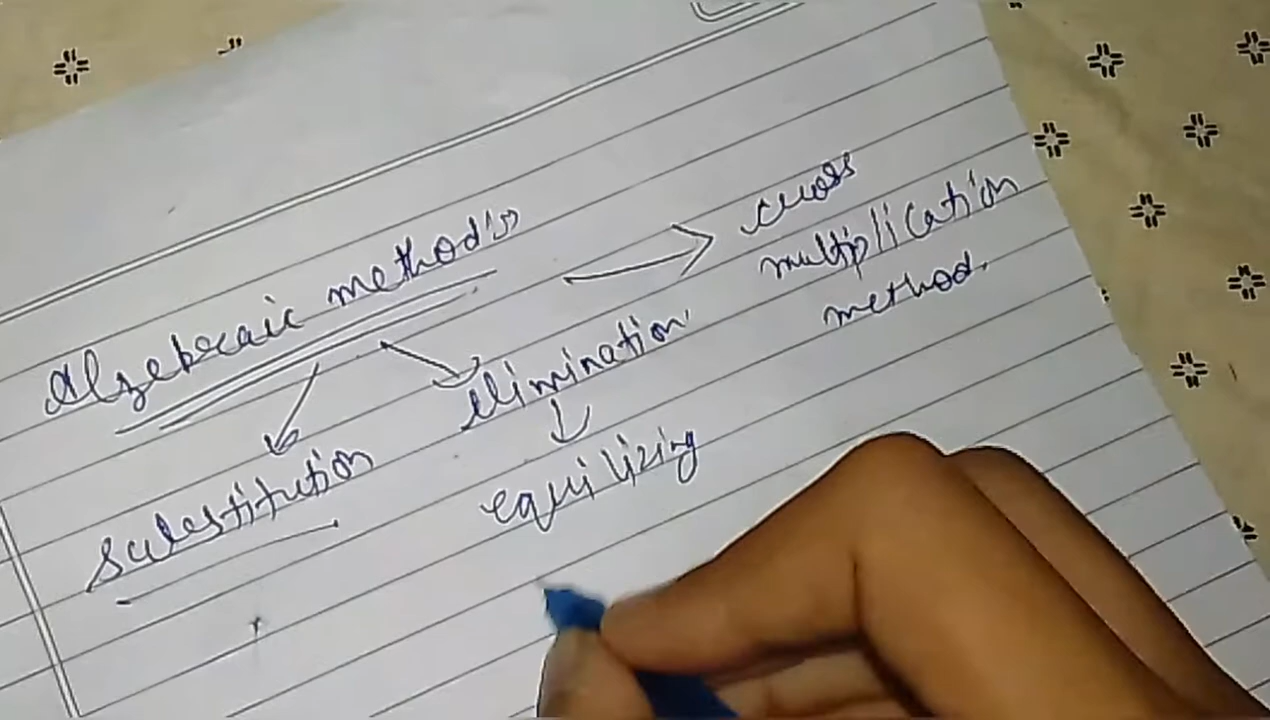 Algebraic method's
cross
multiplication
method.
elimination
equilizing
substitution